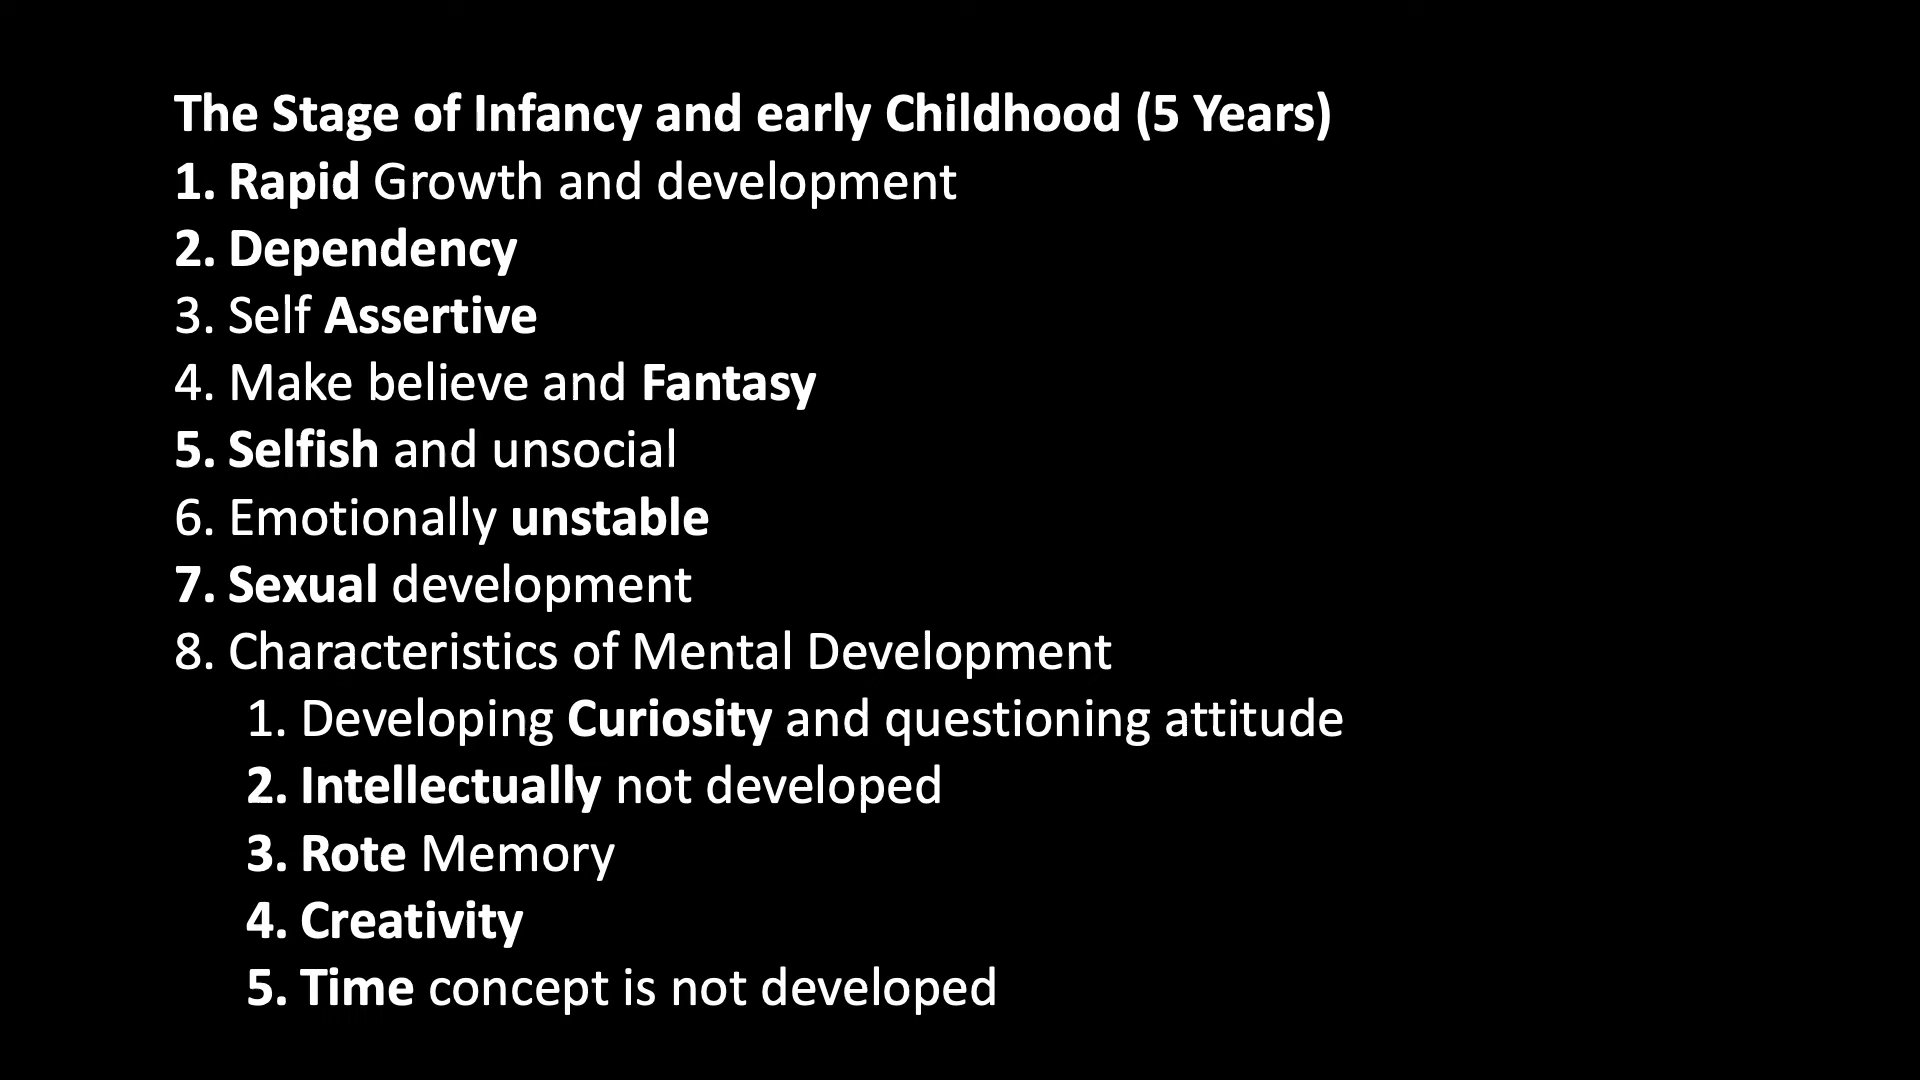 The Stage of Infancy and early Childhood (5 Years)
1. Rapid Growth and development
2. Dependency
3. Self Assertive
4. Make believe and Fantasy
5. Selfish and unsocial
6. Emotionally unstable
7. Sexual development
8. Characteristics of Mental Development
1. Developing Curiosity and questioning attitude
2. Intellectually not developed
3. Rote Memory
4. Creativity
5. Time concept is not developed